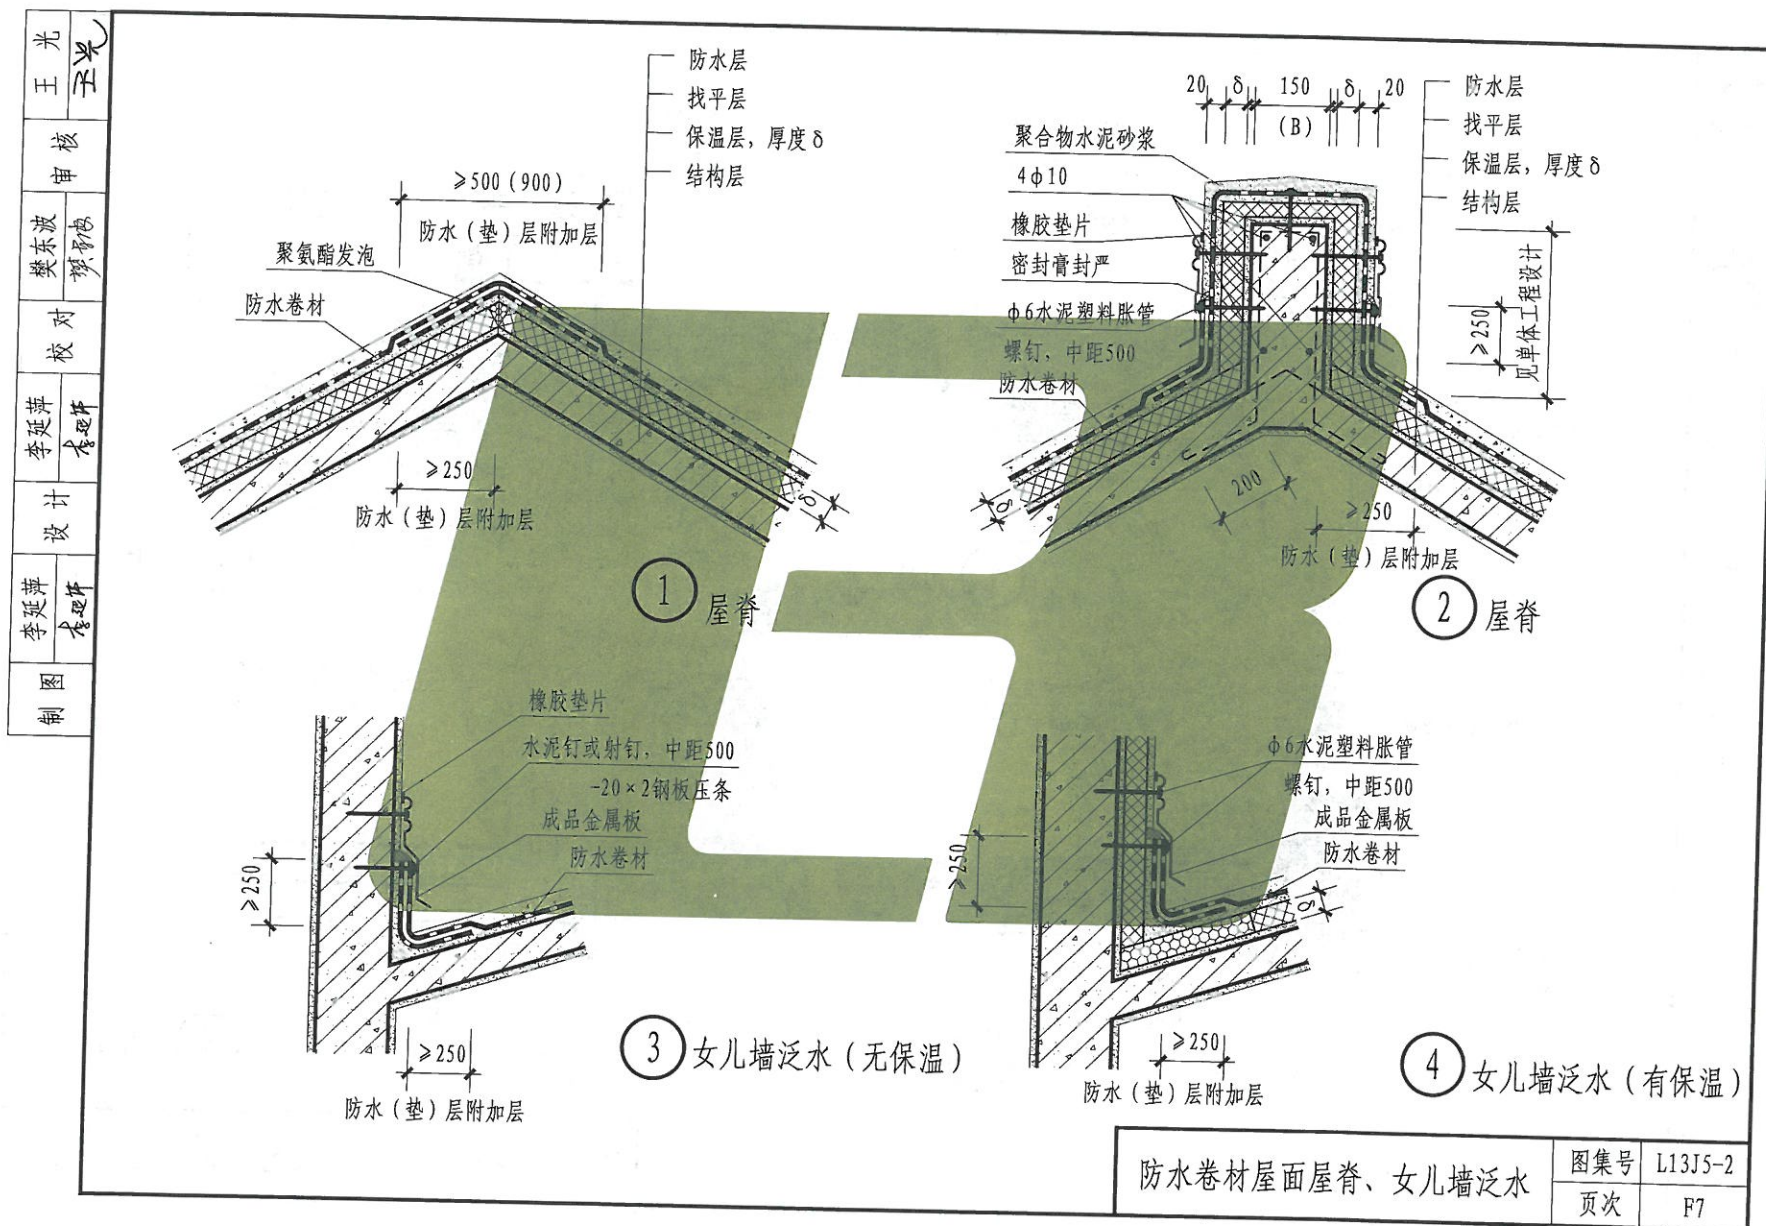 王光
审核
樊东波
校对
李延萍
设计
李延萍
制图
防水层
找平层
保温层，厚度δ
结构层
≥500（900）
防水（垫）层附加层
聚氨酯发泡
防水卷材
≥250
防水（垫）层附加层
δ
1 屋脊
20 δ 150 δ 20
（B）
防水层
找平层
保温层，厚度δ
结构层
聚合物水泥砂浆
4ф10
橡胶垫片
密封膏封严
ф6水泥塑料胀管
螺钉，中距500
防水卷材
≥250
见单体工程设计
δ
200
≥250
防水（垫）层附加层
2 屋脊
橡胶垫片
水泥钉或射钉，中距500
-20×2钢板压条
成品金属板
防水卷材
≥250
≥250
防水（垫）层附加层
3 女儿墙泛水（无保温）
ф6水泥塑料胀管
螺钉，中距500
成品金属板
防水卷材
≥250
δ
≥250
防水（垫）层附加层
4 女儿墙泛水（有保温）
防水卷材屋面屋脊、女儿墙泛水
图集号 L13J5-2
页次 F7